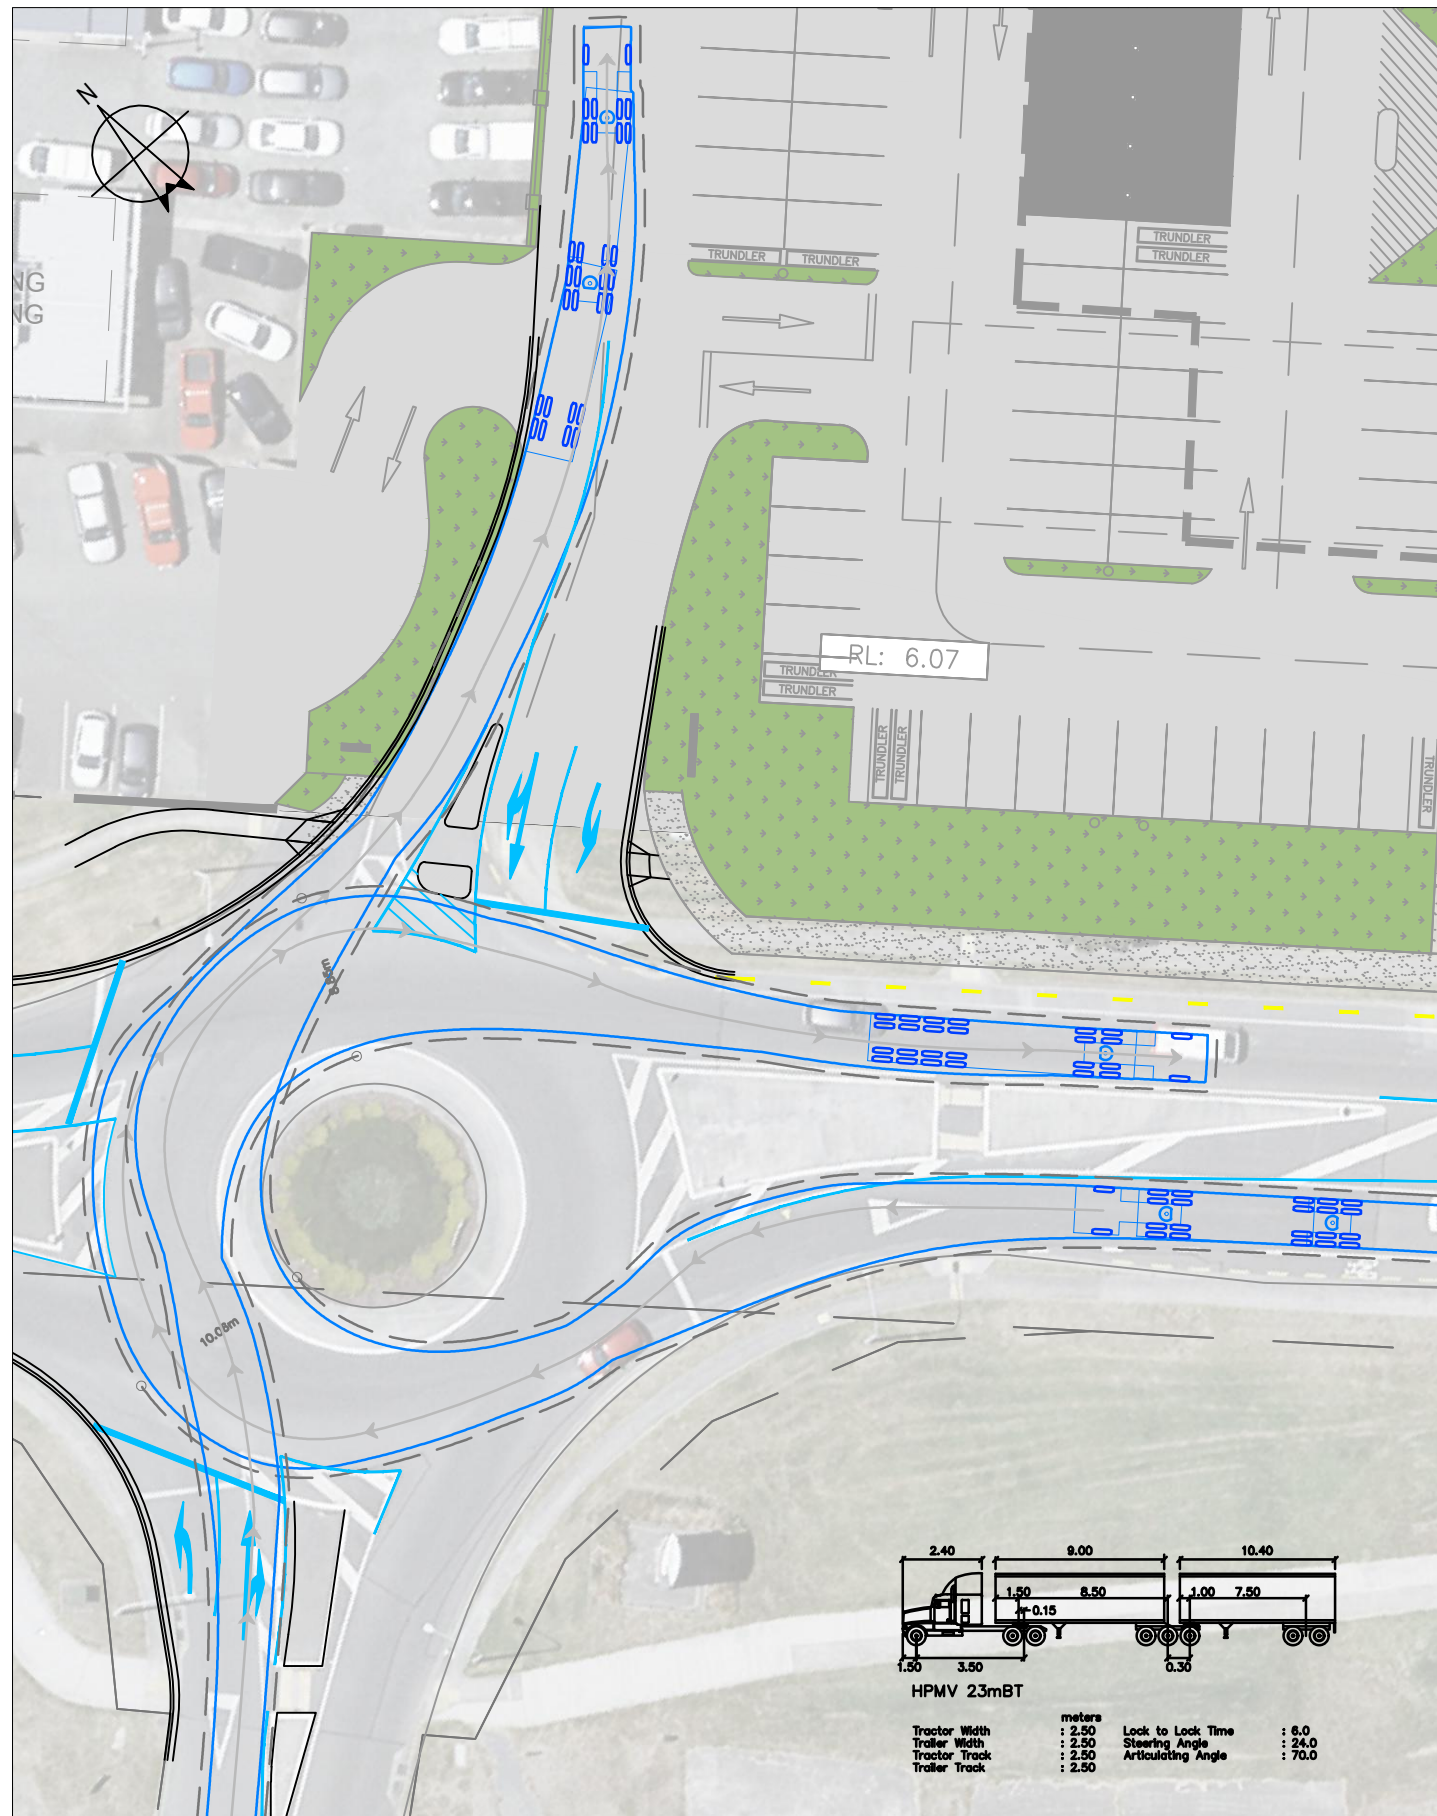 N
NG
NG
TRUNDLER
TRUNDLER
TRUNDLER
TRUNDLER
RL: 6.07
TRUNDLER
TRUNDLER
TRUNDLER
TRUNDLER
TRUNDLER
10.08m
2.40
9.00
10.40
1.50
8.50
1.00
7.50
0.15
1.50
3.50
0.30
HPMV 23mBT
meters
Tractor Width : 2.50 Lock to Lock Time : 6.0
Trailer Width : 2.50 Steering Angle : 24.0
Tractor Track : 2.50 Articulating Angle : 70.0
Trailer Track : 2.50